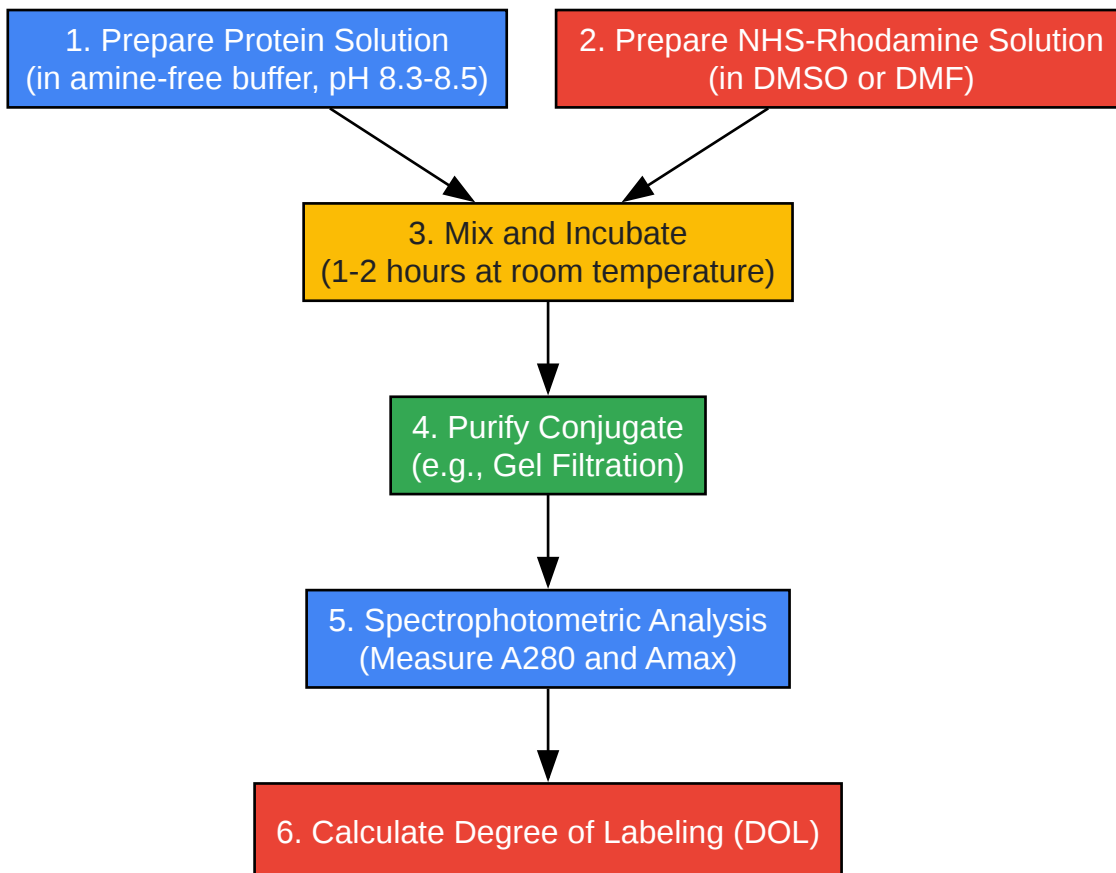 1. Prepare Protein Solution
(in amine-free buffer, pH 8.3-8.5)
2. Prepare NHS-Rhodamine Solution
(in DMSO or DMF)
3. Mix and Incubate
(1-2 hours at room temperature)
4. Purify Conjugate
(e.g., Gel Filtration)
5. Spectrophotometric Analysis
(Measure A280 and Amax)
6. Calculate Degree of Labeling (DOL)